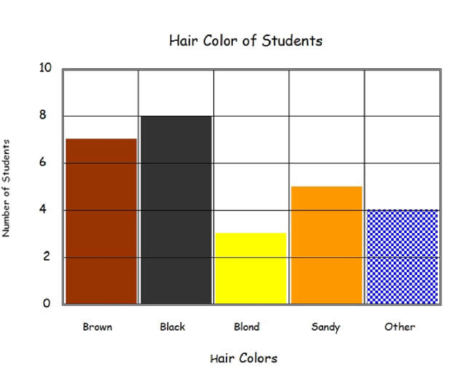 Hair Color of Students
Number of Students
10
8
6
4
2
0
Brown Black Blond Sandy Other
Hair Colors